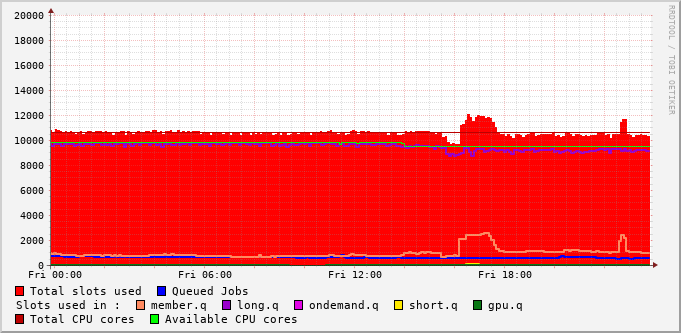 20000
18000
16000
14000
12000
10000
8000
6000
4000
2000
0
Fri 00:00 Fri 06:00 Fri 12:00 Fri 18:00
RRDTOOL / TOBI OETIKER
Total slots used Queued Jobs
Slots used in : member.q long.q ondemand.q short.q gpu.q
Total CPU cores Available CPU cores